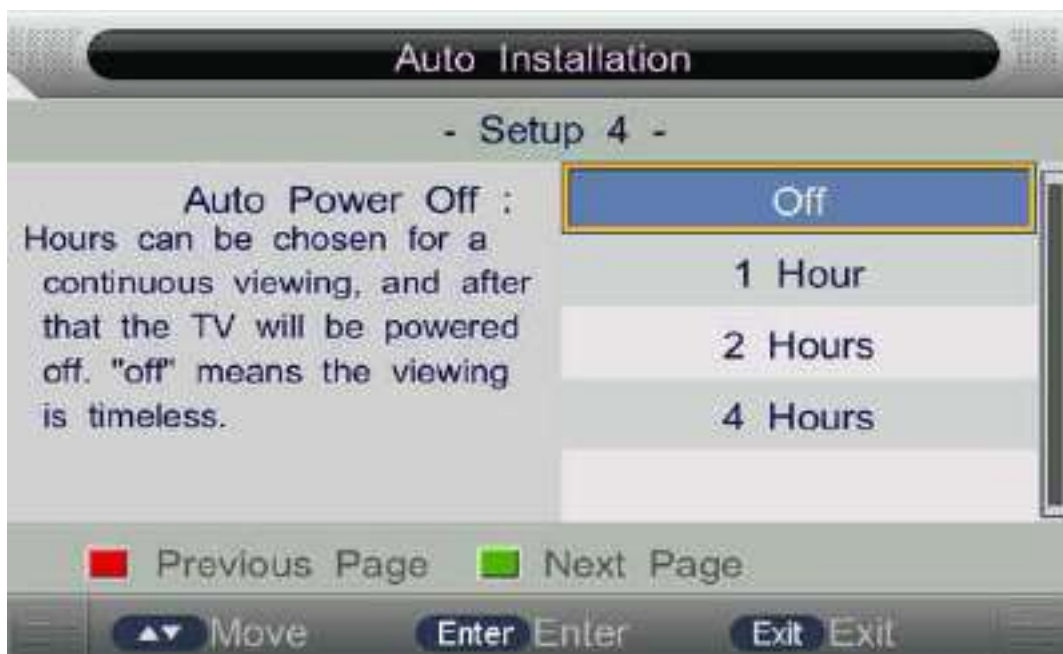 Auto Installation
- Setup 4 -
Auto Power Off :
Hours can be chosen for a
continuous viewing, and after
that the TV will be powered
off. "off" means the viewing
is timeless.
Off
1 Hour
2 Hours
4 Hours
Previous Page Next Page
Move Enter Enter Exit Exit